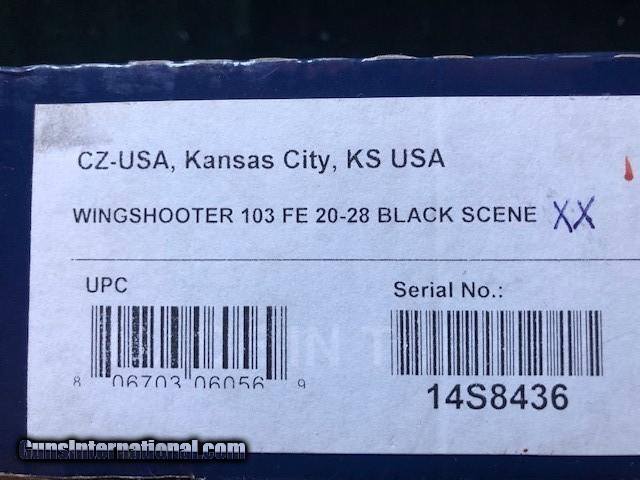 CZ-USA, Kansas City, KS USA
WINGSHOOTER 103 FE 20-28 BLACK SCENE XX
UPC
8 06703 06056 9
Serial No.:
14S8436
GunsInternational.com